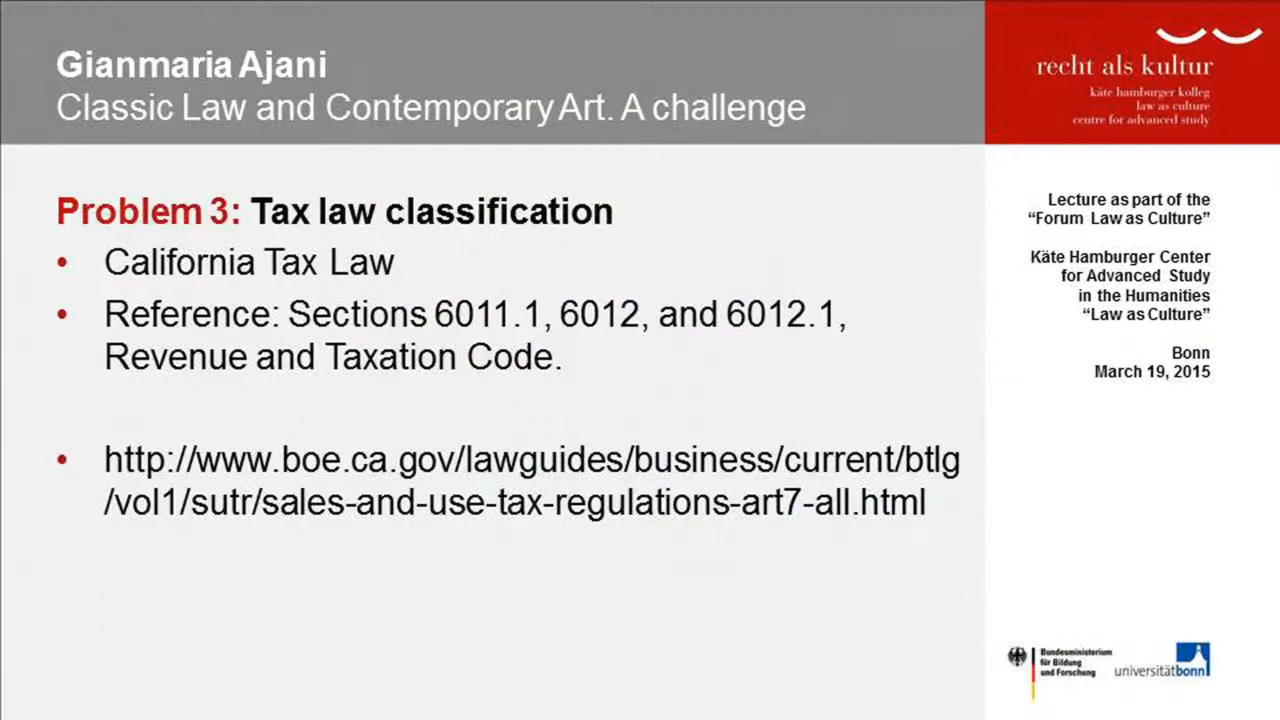 Gianmaria Ajani
Classic Law and Contemporary Art. A challenge
recht als kultur
käte hamburger kolleg
law as culture
centre for advanced study
Problem 3: Tax law classification
• California Tax Law
• Reference: Sections 6011.1, 6012, and 6012.1,
Revenue and Taxation Code.
• http://www.boe.ca.gov/lawguides/business/current/btlg
/vol1/sutr/sales-and-use-tax-regulations-art7-all.html
Lecture as part of the
“Forum Law as Culture”
Käte Hamburger Center
for Advanced Study
in the Humanities
“Law as Culture”
Bonn
March 19, 2015
Bundesministerium
für Bildung
und Forschung
universitätbonn